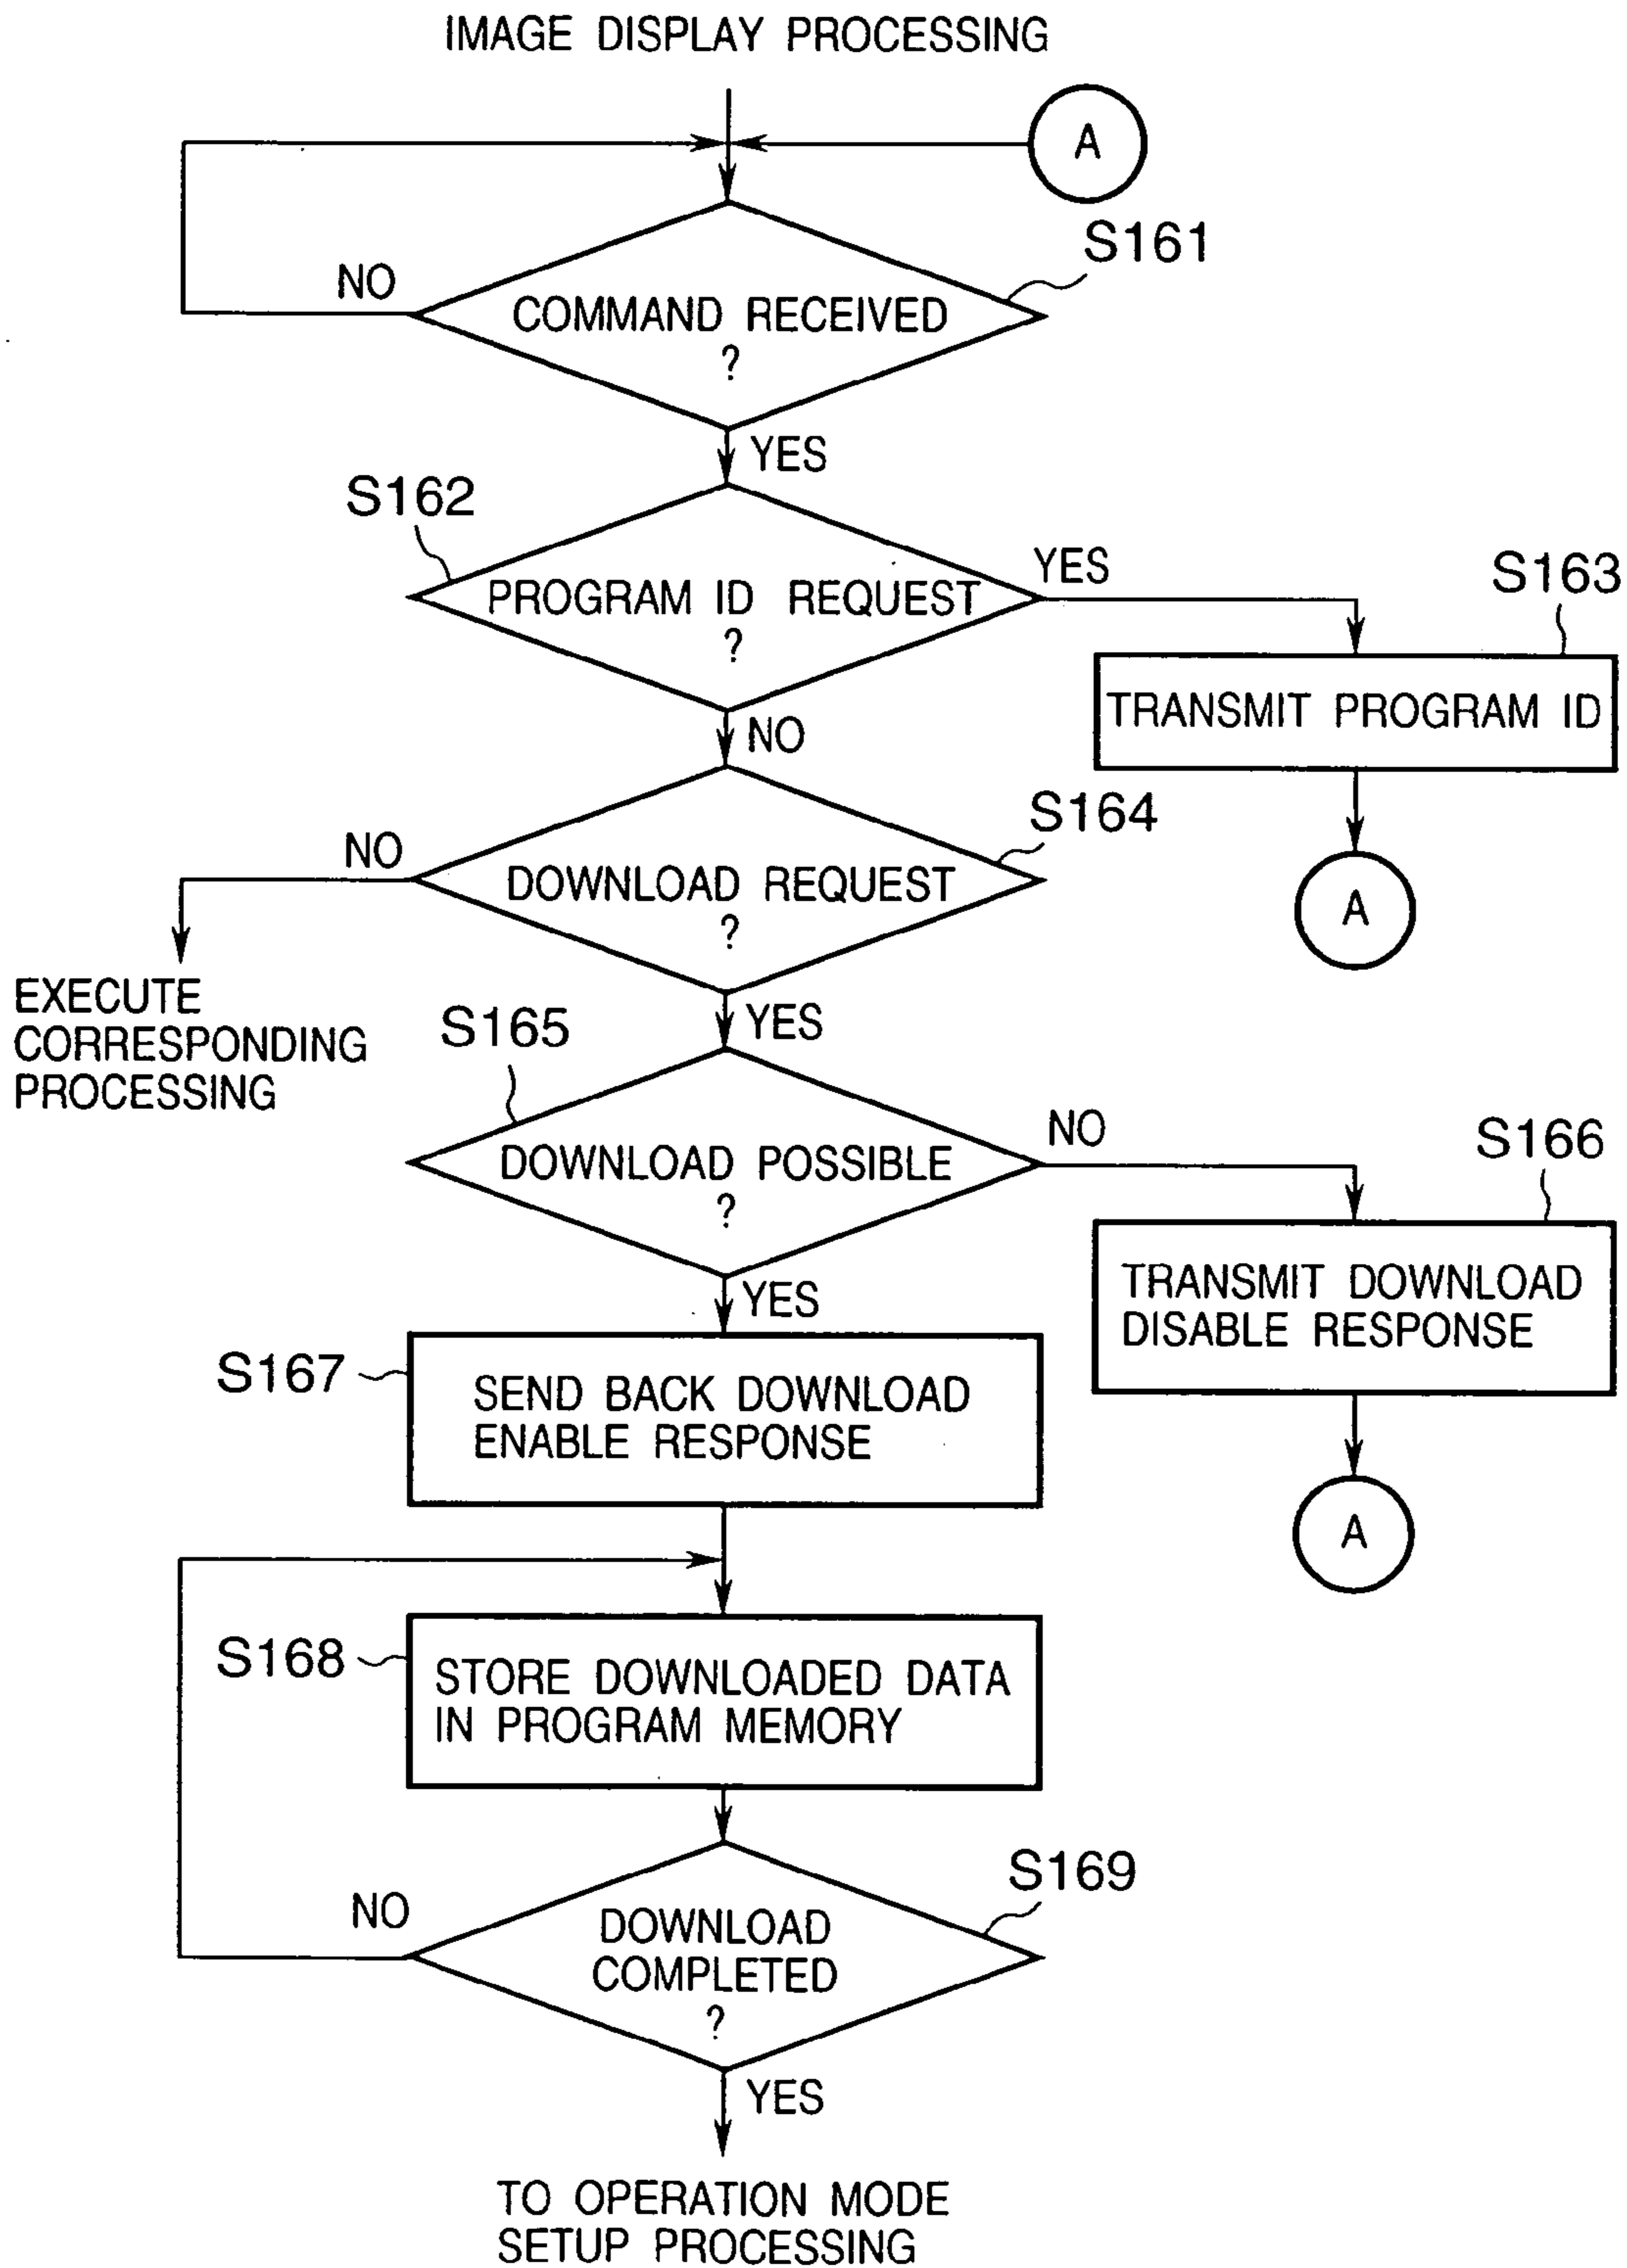 IMAGE DISPLAY PROCESSING
A
S161
NO
COMMAND RECEIVED
?
YES
S162
PROGRAM ID REQUEST
?
YES
S163
TRANSMIT PROGRAM ID
A
NO
S164
DOWNLOAD REQUEST
?
NO
EXECUTE
CORRESPONDING
PROCESSING
YES
S165
DOWNLOAD POSSIBLE
?
NO
S166
TRANSMIT DOWNLOAD
DISABLE RESPONSE
A
YES
S167
SEND BACK DOWNLOAD
ENABLE RESPONSE
S168
STORE DOWNLOADED DATA
IN PROGRAM MEMORY
S169
NO
DOWNLOAD
COMPLETED
?
YES
TO OPERATION MODE
SETUP PROCESSING